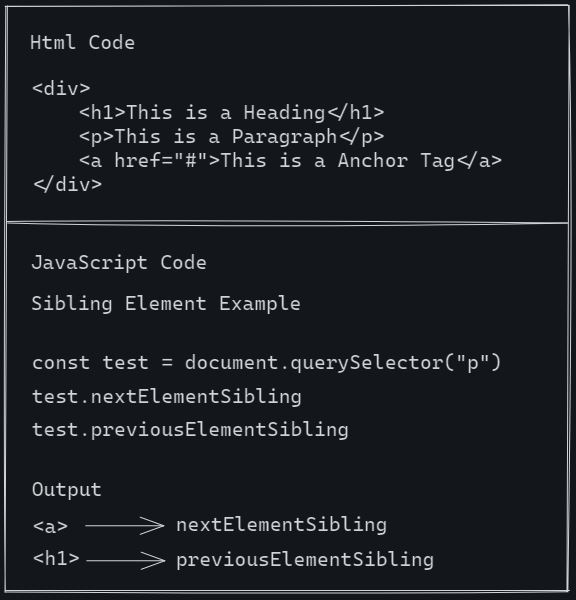 Html Code
<div>
    <h1>This is a Heading</h1>
    <p>This is a Paragraph</p>
    <a href="#">This is a Anchor Tag</a>
</div>
JavaScript Code
Sibling Element Example
const test = document.querySelector("p")
test.nextElementSibling
test.previousElementSibling
Output
<a> nextElementSibling
<h1> previousElementSibling